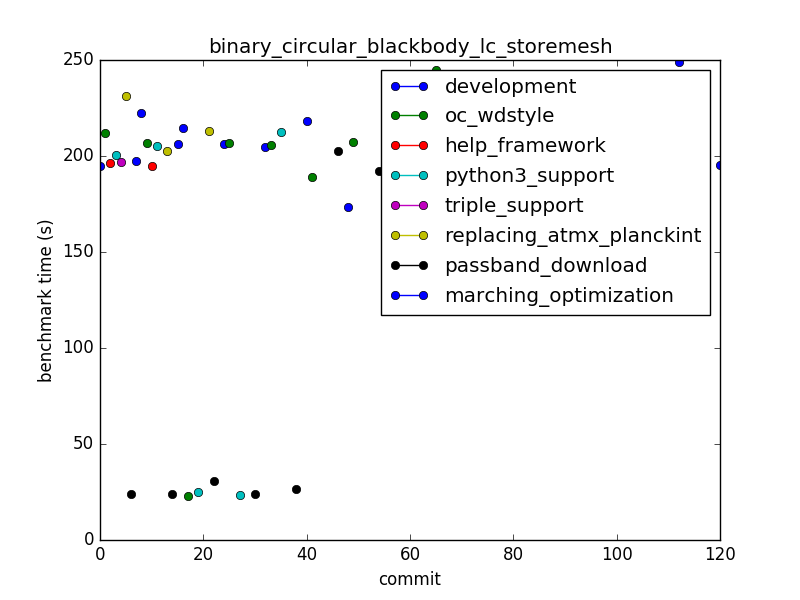 binary_circular_blackbody_lc_storemesh
250
200
150
100
50
0
benchmark time (s)
development
oc_wdstyle
help_framework
python3_support
triple_support
replacing_atmx_planckint
passband_download
marching_optimization
0 20 40 60 80 100 120
commit